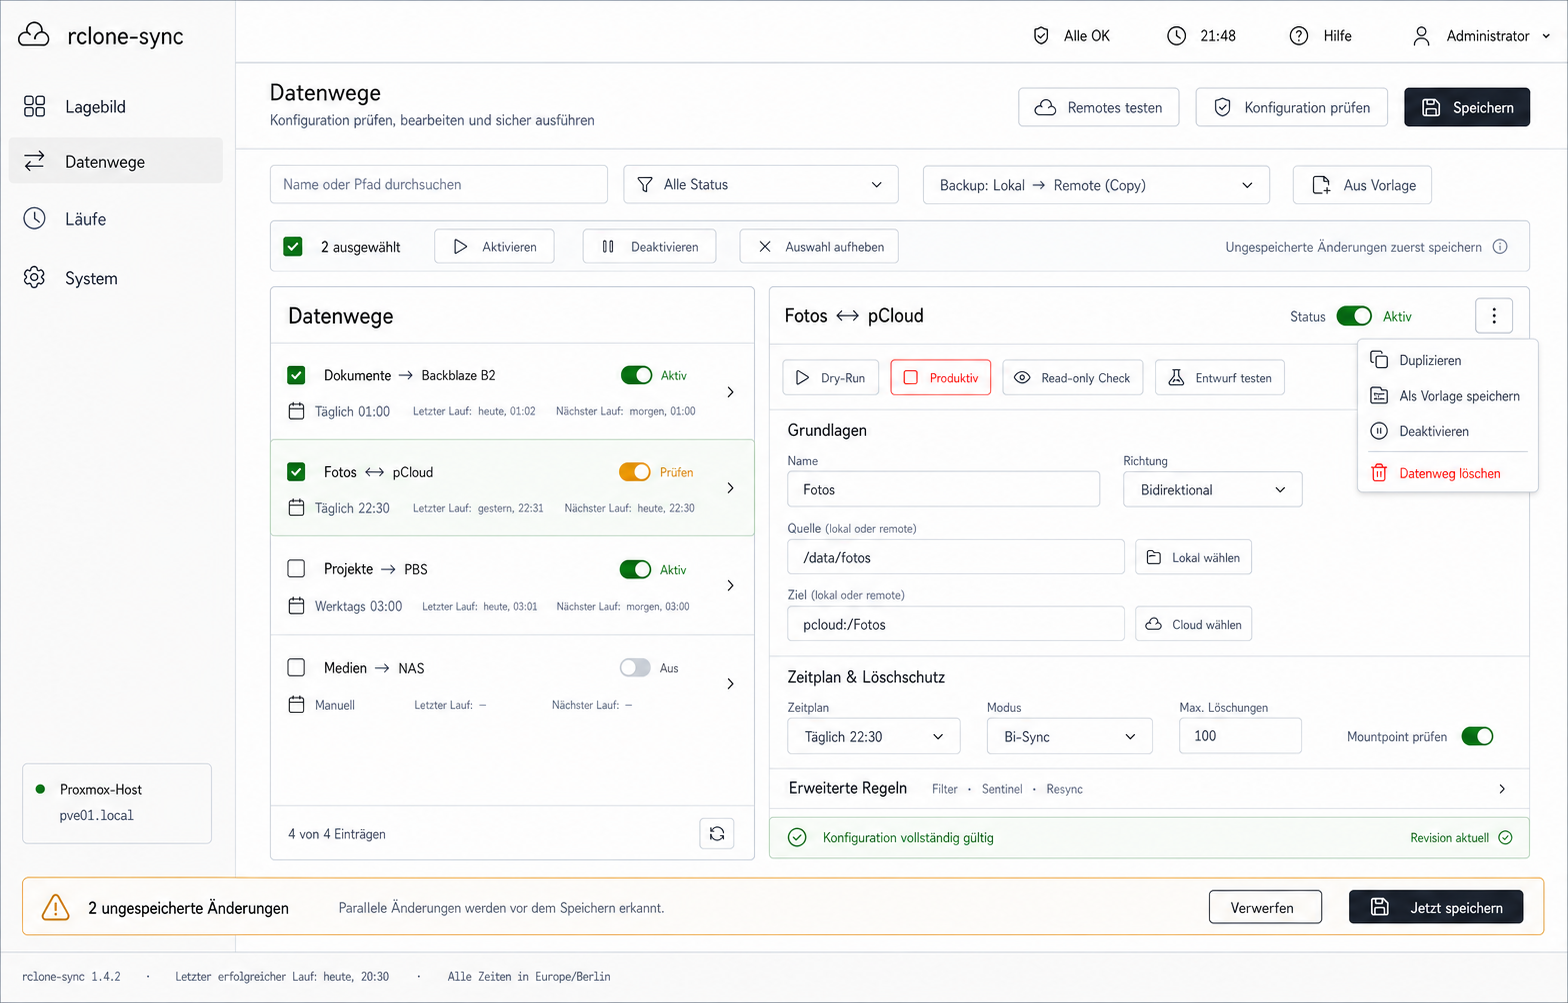 rclone-sync
Alle OK
21:48
Hilfe
Administrator
Lagebild
Datenwege
Läufe
System
Proxmox-Host
pve01.local
Datenwege
Konfiguration prüfen, bearbeiten und sicher ausführen
Remotes testen
Konfiguration prüfen
Speichern
Name oder Pfad durchsuchen
Alle Status
Backup: Lokal → Remote (Copy)
Aus Vorlage
2 ausgewählt
Aktivieren
Deaktivieren
Auswahl aufheben
Ungespeicherte Änderungen zuerst speichern
Datenwege
Dokumente → Backblaze B2
Aktiv
Täglich 01:00
Letzter Lauf: heute, 01:02
Nächster Lauf: morgen, 01:00
Fotos ↔ pCloud
Prüfen
Täglich 22:30
Letzter Lauf: gestern, 22:31
Nächster Lauf: heute, 22:30
Projekte → PBS
Aktiv
Werktags 03:00
Letzter Lauf: heute, 03:01
Nächster Lauf: morgen, 03:00
Medien → NAS
Aus
Manuell
Letzter Lauf: –
Nächster Lauf: –
4 von 4 Einträgen
Fotos ↔ pCloud
Status
Aktiv
Dry-Run
Produktiv
Read-only Check
Entwurf testen
Duplizieren
Als Vorlage speichern
Deaktivieren
Datenweg löschen
Grundlagen
Name
Richtung
Fotos
Bidirektional
Quelle (lokal oder remote)
/data/fotos
Lokal wählen
Ziel (lokal oder remote)
pcloud:/Fotos
Cloud wählen
Zeitplan & Löschschutz
Zeitplan
Modus
Max. Löschungen
Täglich 22:30
Bi-Sync
100
Mountpoint prüfen
Erweiterte Regeln
Filter · Sentinel · Resync
Konfiguration vollständig gültig
Revision aktuell
2 ungespeicherte Änderungen
Parallele Änderungen werden vor dem Speichern erkannt.
Verwerfen
Jetzt speichern
rclone-sync 1.4.2 · Letzter erfolgreicher Lauf: heute, 20:30 · Alle Zeiten in Europe/Berlin